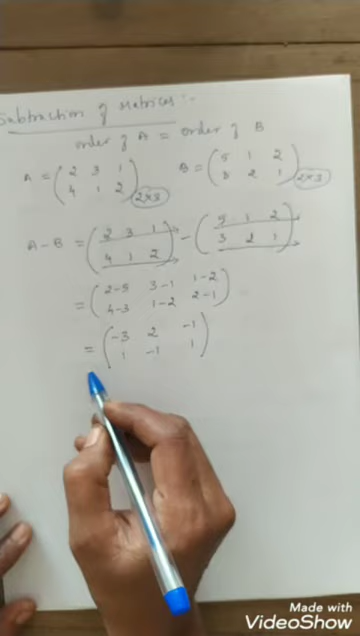 Subtraction of Matrices:-
order of A = order of B
A = (2 3 1
4 1 2) 2×3
B = (5 1 2
3 2 1) 2×3
A-B = (2 3 1
4 1 2) - (5 1 2
3 2 1)
= (2-5 3-1 1-2
4-3 1-2 2-1)
= (-3 2 -1
1 -1 1)
Made with
VideoShow